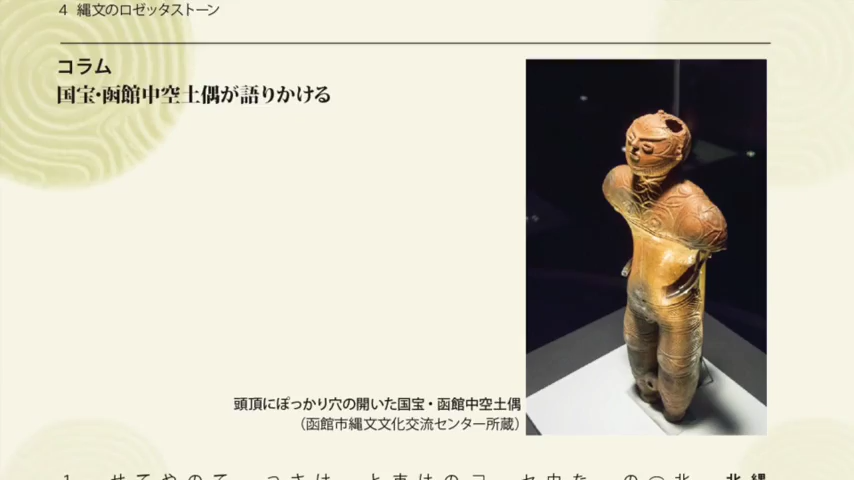 4 縄文のロゼッタストーン
コラム
国宝・函館中空土偶が語りかける
頭頂にぽっかり穴の開いた国宝・函館中空土偶
（函館市縄文文化交流センター所蔵）